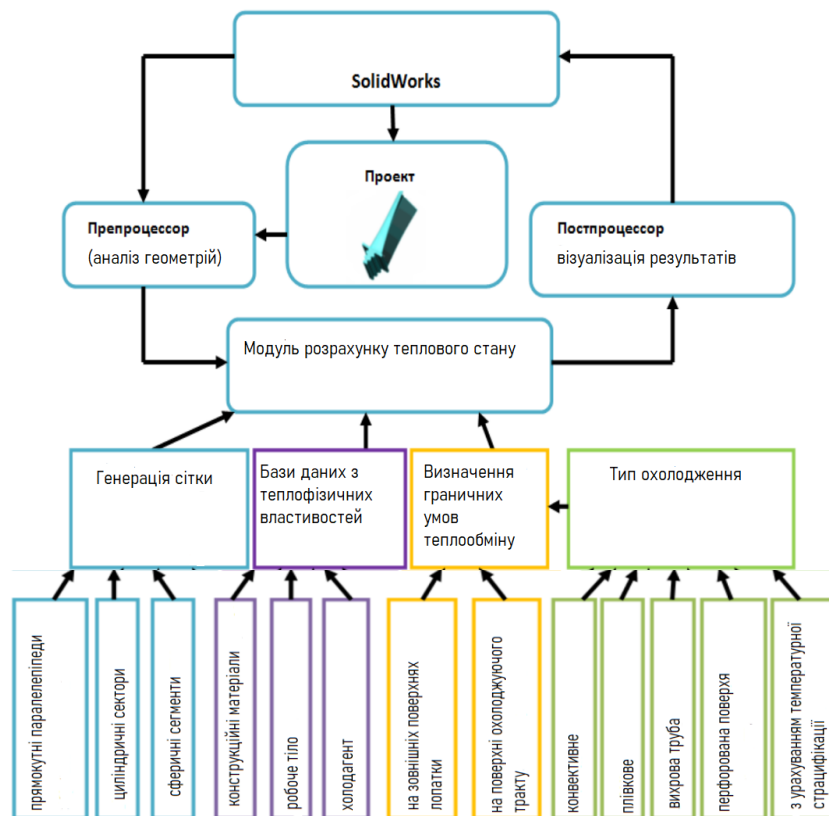 SolidWorks
Проект
Препроцессор
(аналіз геометрій)
Постпроцессор
візуалізація результатів
Модуль розрахунку теплового стану
Генерація сітки
Бази даних з
теплофізичних
властивостей
Визначення
граничних
умов
теплообміну
Тип охолодження
прямокутні паралелепіпеди
циліндричні сектори
сферичні сегменти
конструкційні матеріали
робоче тіло
холодагент
на зовнішніх поверхнях
лопатки
на поверхні охолоджуючого
тракту
конвективне
плівкове
вихрова труба
перфорована поверхя
з урахуванням температурної
страцифікації